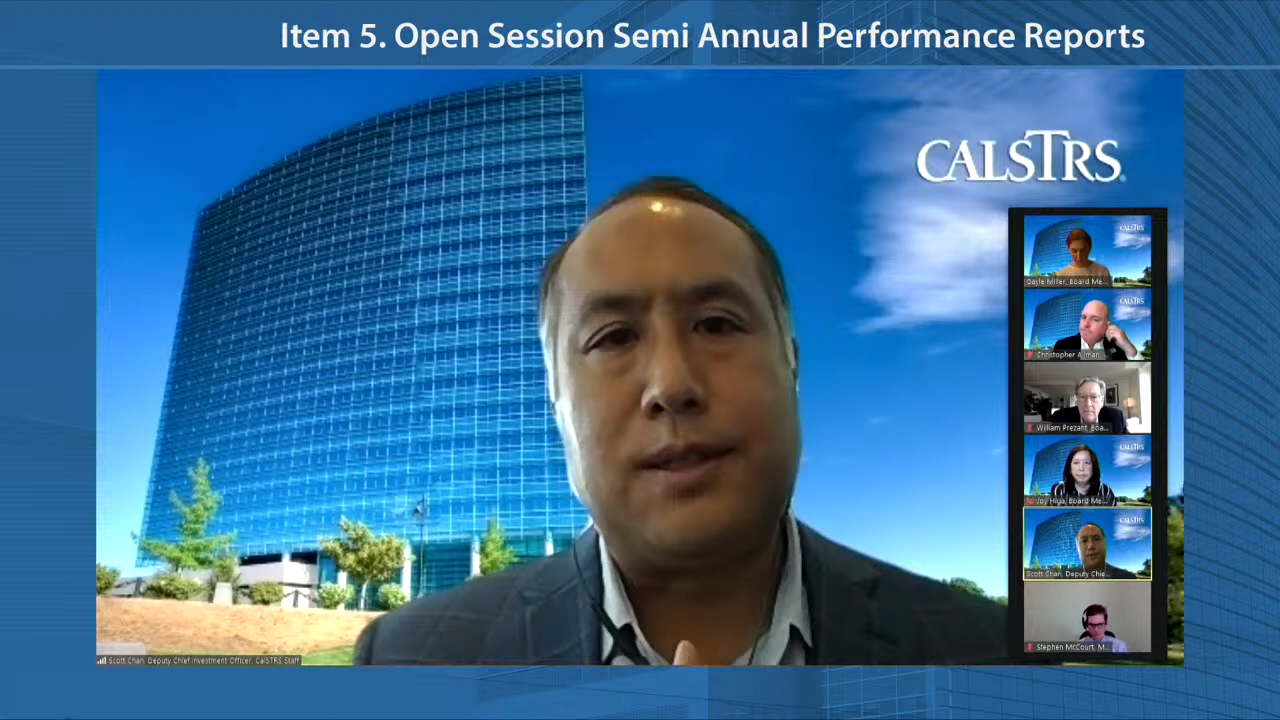 Item 5. Open Session Semi Annual Performance Reports
CALSTRS
CALSTRS
Gayle Miller, Board Me...
CALSTRS
Christopher Ailman,...
William Prezant, Boa...
CALSTRS
Joy Higa, Board Me...
CALSTRS
Scott Chan, Deputy Chie...
Stephen McCourt, M...
Scott Chan, Deputy Chief Investment Officer, CalSTRS Staff